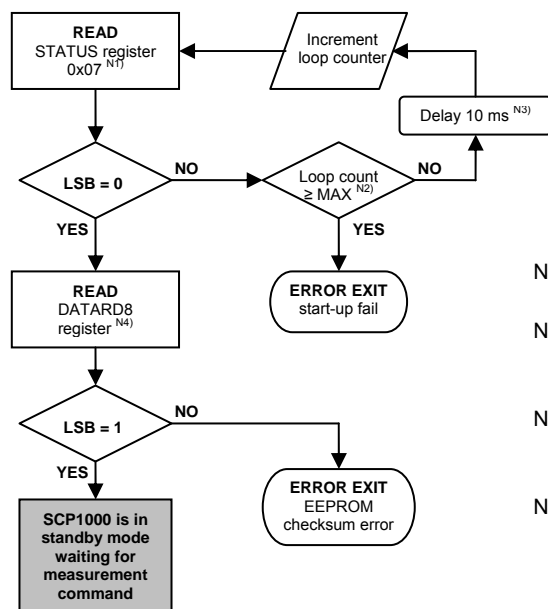 READ
STATUS register
0x07 N1)
Increment
loop counter
Delay 10 ms N3)
LSB = 0
NO
Loop count
≥ MAX N2)
NO
YES
YES
READ
DATARD8
register N4)
ERROR EXIT
start-up fail
N
N
LSB = 1
NO
N
YES
ERROR EXIT
EEPROM
checksum error
N
SCP1000 is in
standby mode
waiting for
measurement
command